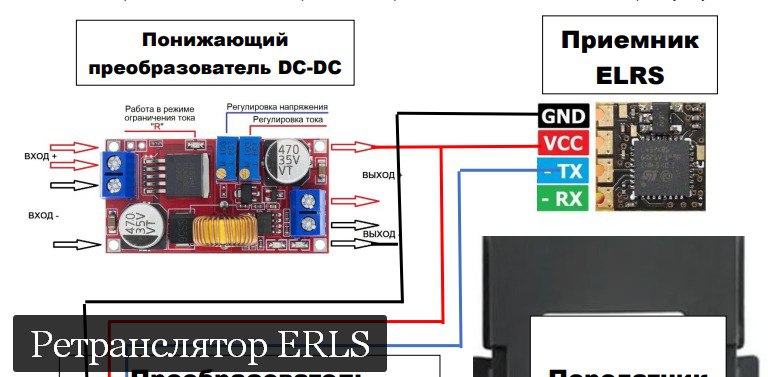 Понижающий
преобразователь DC-DC
Приемник
ELRS
Работа в режиме
ограничения тока
"R"
Регулировка напряжения
Регулировка тока
ВХОД +
ВХОД -
ВЫХОД +
ВЫХОД -
470
35V
VT
470
35V
VT
GND
VCC
- TX
- RX
Ретранслятор ERLS
Преобразователь
Передатчик